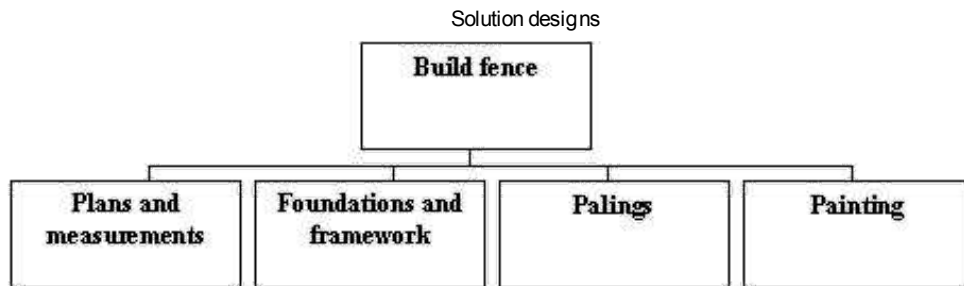 Solution designs
Build fence
Plans and
measurements
Foundations and
framework
Palings
Painting